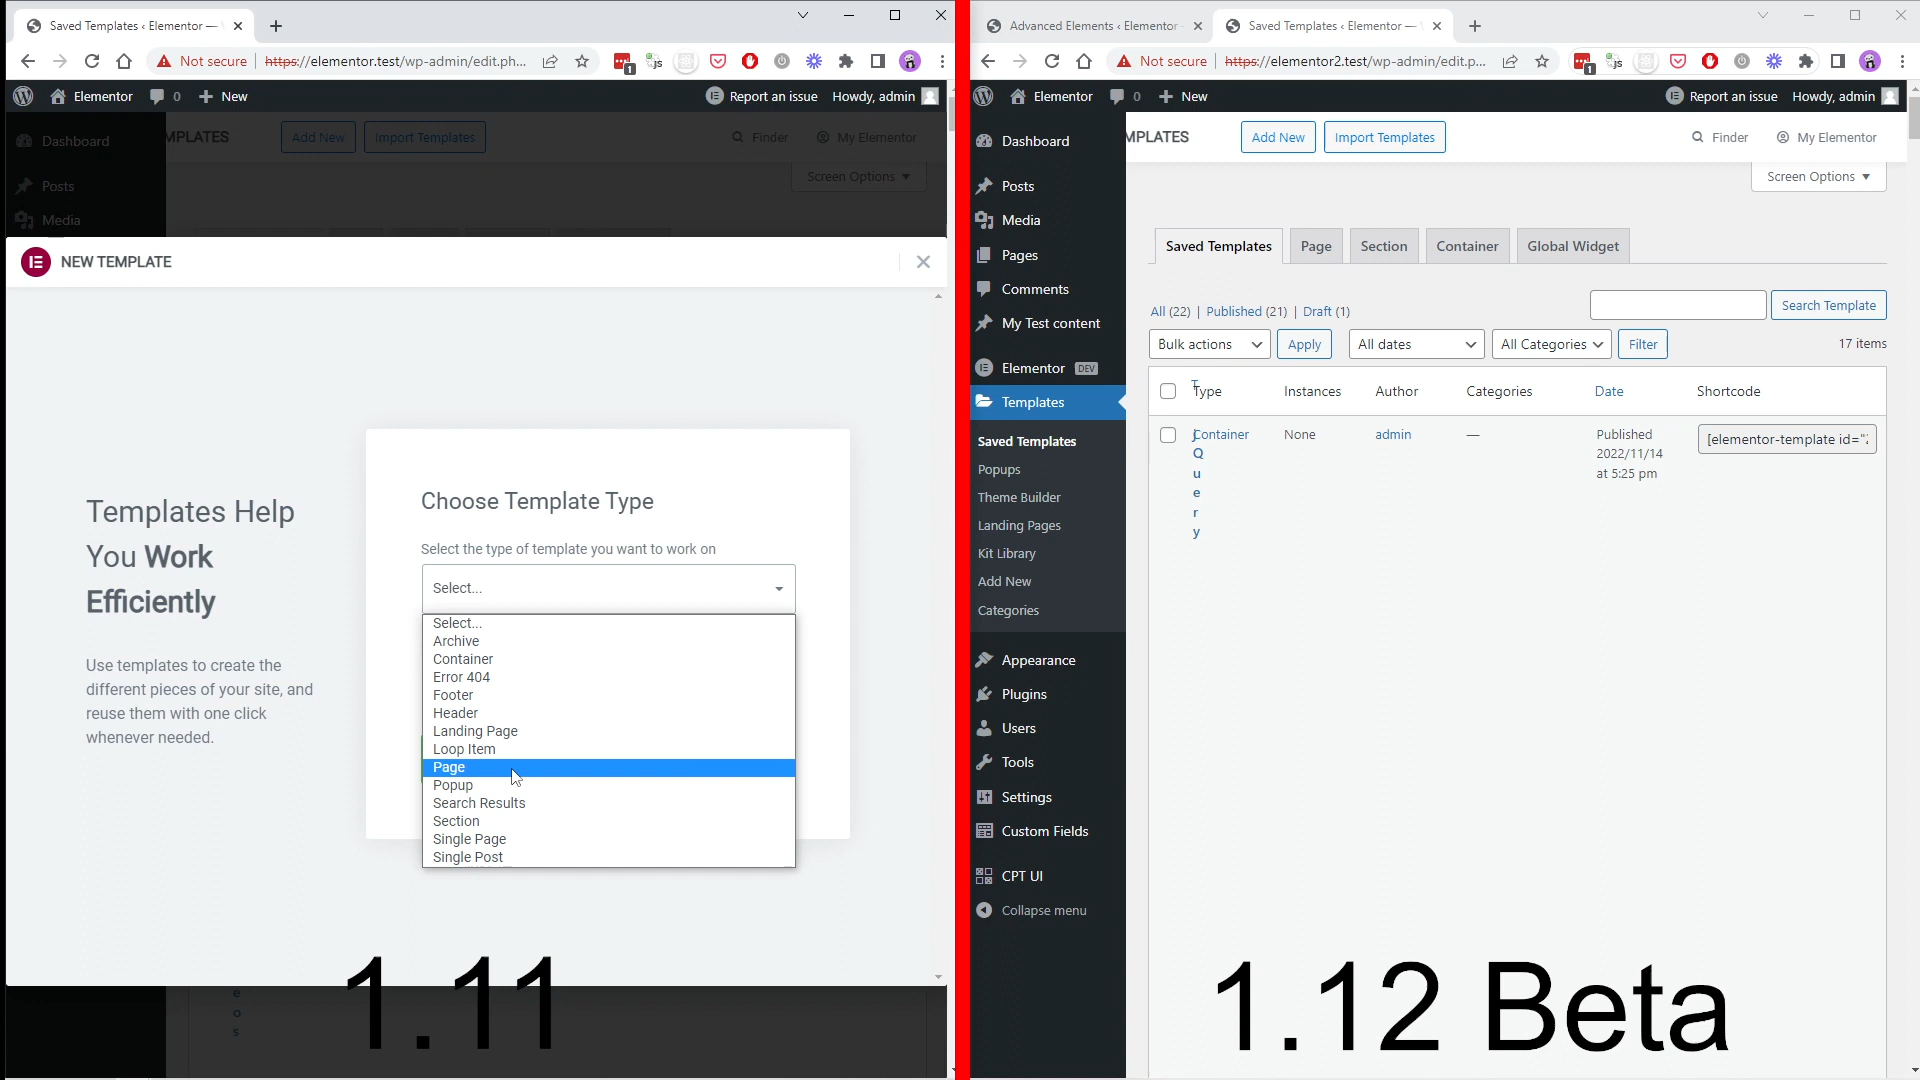 Saved Templates ‹ Elementor —
Not secure
https://elementor.test/wp-admin/edit.ph...
1
JS
Elementor
0
New
Report an issue
Howdy, admin
Dashboard
MPLATES
Add New
Import Templates
Finder
My Elementor
Posts
Screen Options
Media
NEW TEMPLATE
Templates Help
You Work
Efficiently
Use templates to create the
different pieces of your site, and
reuse them with one click
whenever needed.
Choose Template Type
Select the type of template you want to work on
Select...
Select...
Archive
Container
Error 404
Footer
Header
Landing Page
Loop Item
Page
Popup
Search Results
Section
Single Page
Single Post
e
o
s
1.11
Advanced Elements ‹ Elementor
Saved Templates ‹ Elementor —
Not secure
https://elementor2.test/wp-admin/edit.p...
1
JS
Elementor
0
New
Report an issue
Howdy, admin
Dashboard
Posts
Media
Pages
Comments
My Test content
Elementor DEV
Templates
Saved Templates
Popups
Theme Builder
Landing Pages
Kit Library
Add New
Categories
Appearance
Plugins
Users
Tools
Settings
Custom Fields
CPT UI
Collapse menu
MPLATES
Add New
Import Templates
Finder
My Elementor
Screen Options
Saved Templates
Page
Section
Container
Global Widget
All (22) | Published (21) | Draft (1)
Search Template
Bulk actions
Apply
All dates
All Categories
Filter
17 items
T
Type
Instances
Author
Categories
Date
Shortcode
j
Q
u
e
r
y
Container
None
admin
—
Published
2022/11/14
at 5:25 pm
[elementor-template id="
1.12 Beta